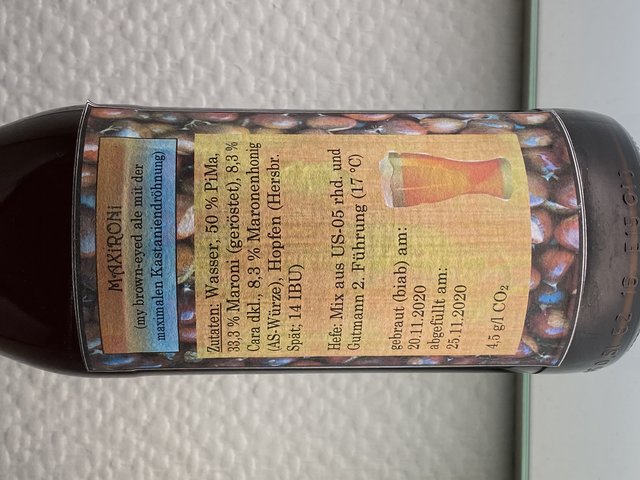 MAXiRONi
(my brown-eyed ale mit der
maximalen Kastaniendröhnung)
Zutaten: Wasser, 50 % PiMa,
33,3 % Maroni (geröstet), 8,3 %
Cara dkl., 8,3 % Maronenhonig
(AS-Würze), Hopfen (Hersbr.
Spät; 14 IBU)
Hefe: Mix aus US-05 rhd. und
Gutmann 2. Führung (17 °C)
gebraut (biab) am:
20.11.2020
abgefüllt am:
25.11.2020
4,5 g/l CO₂